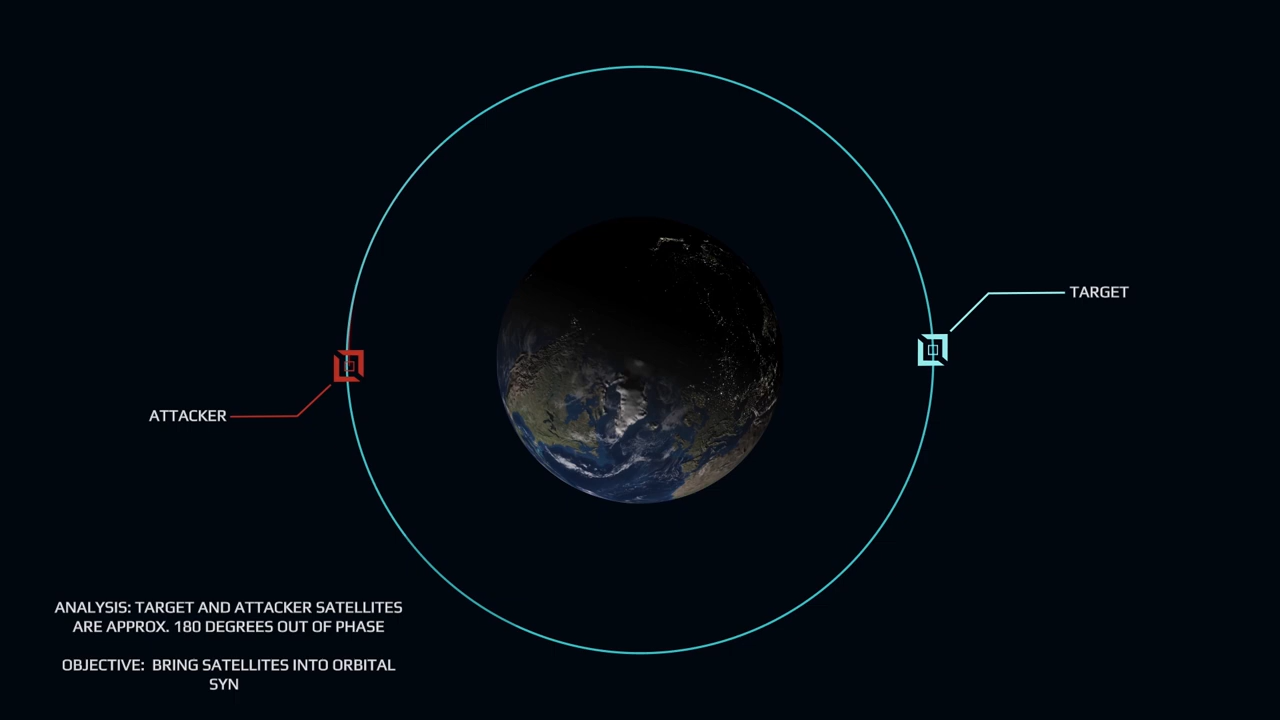 TARGET
ATTACKER
ANALYSIS: TARGET AND ATTACKER SATELLITES
ARE APPROX. 180 DEGREES OUT OF PHASE
OBJECTIVE: BRING SATELLITES INTO ORBITAL
SYN